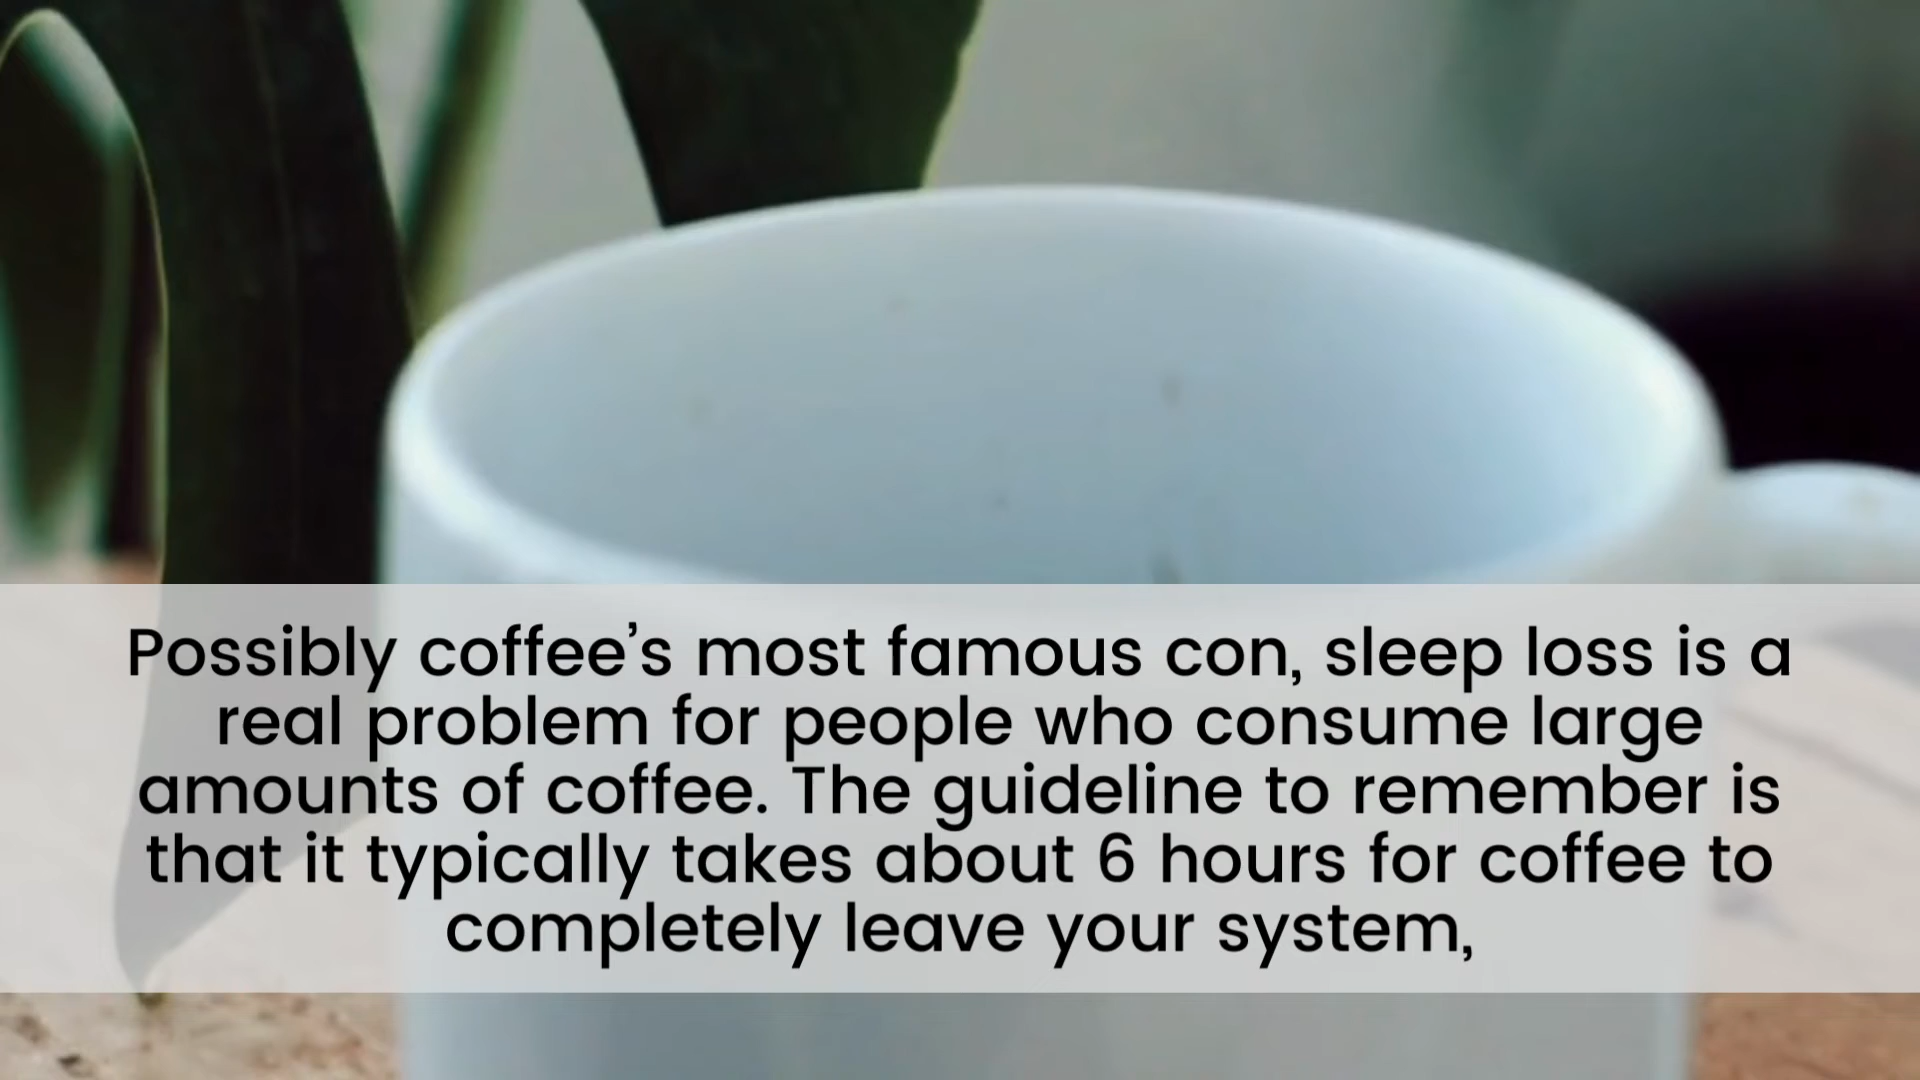 Possibly coffee’s most famous con, sleep loss is a
real problem for people who consume large
amounts of coffee. The guideline to remember is
that it typically takes about 6 hours for coffee to
completely leave your system,